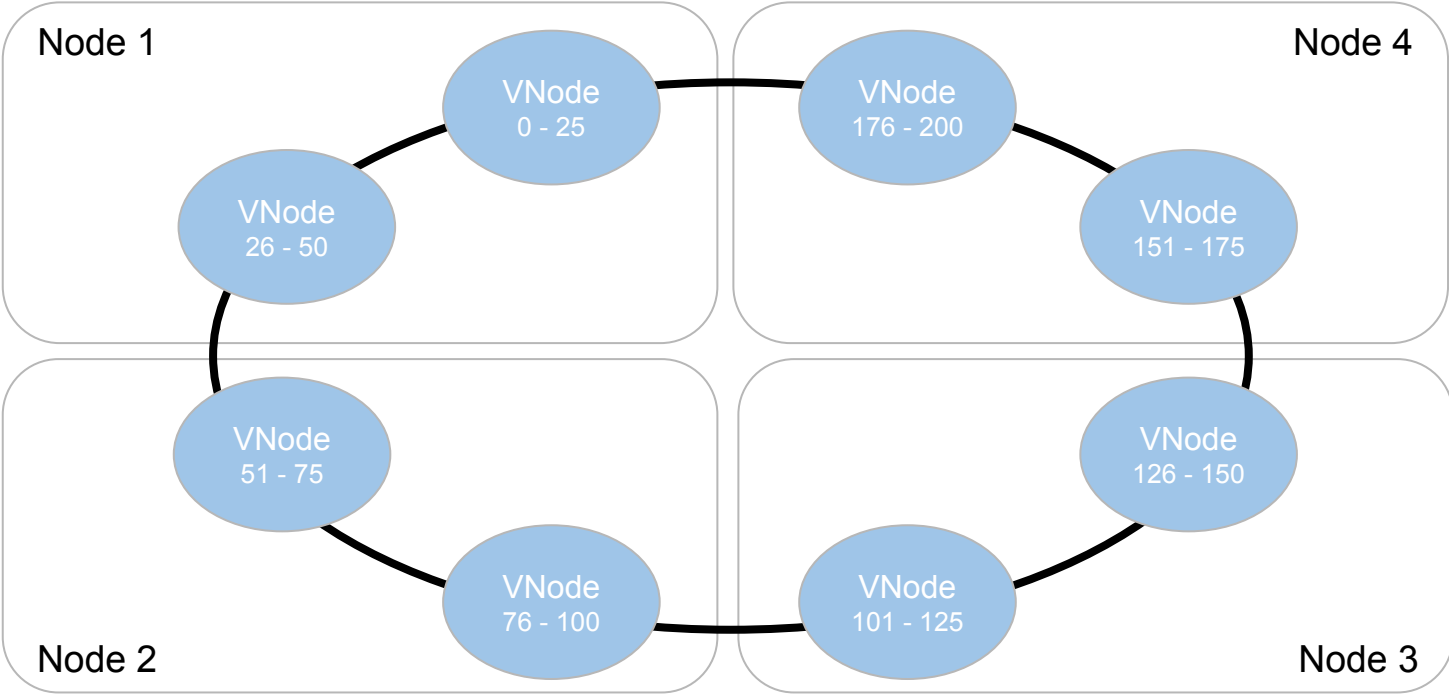 Node 1
VNode
0 - 25
VNode
26 - 50
Node 4
VNode
176 - 200
VNode
151 - 175
VNode
51 - 75
VNode
76 - 100
Node 2
VNode
126 - 150
VNode
101 - 125
Node 3